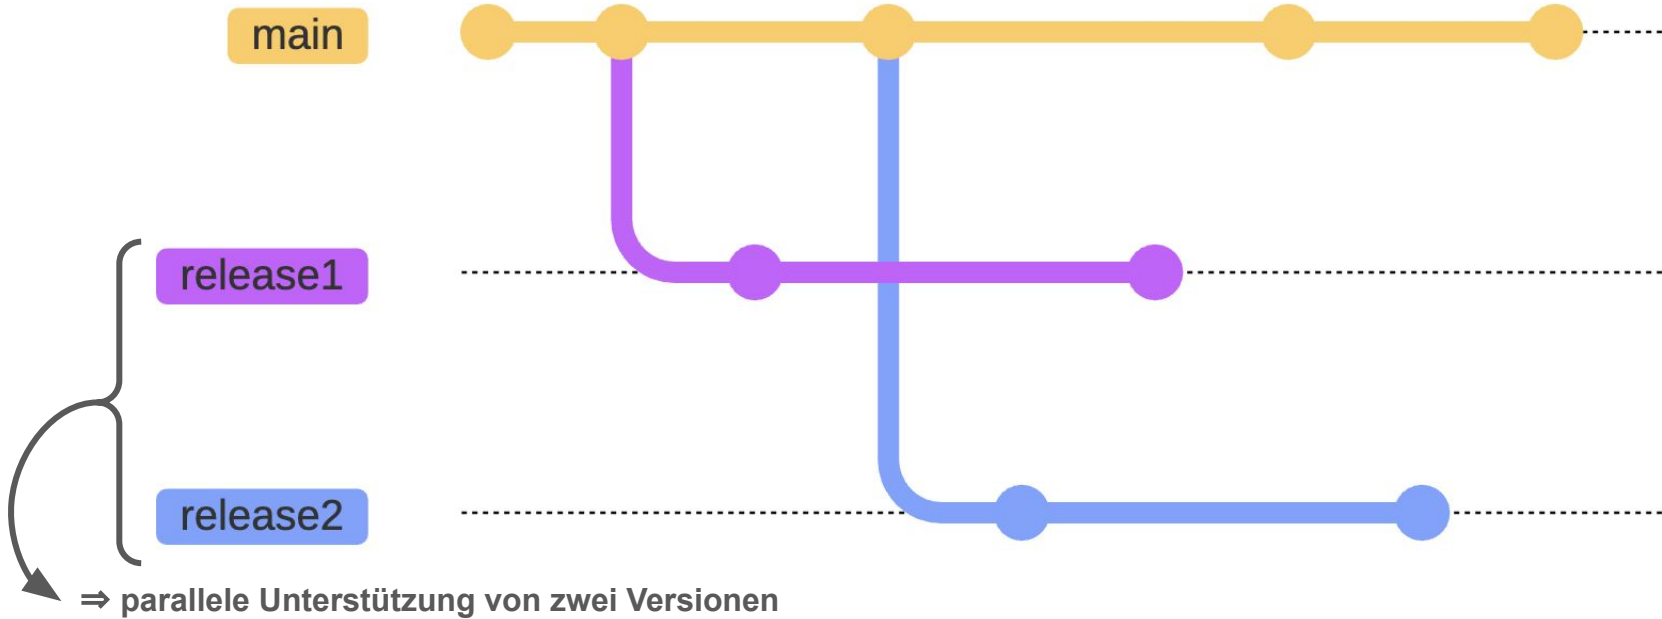 main
release1
release2
⇒ parallele Unterstützung von zwei Versionen